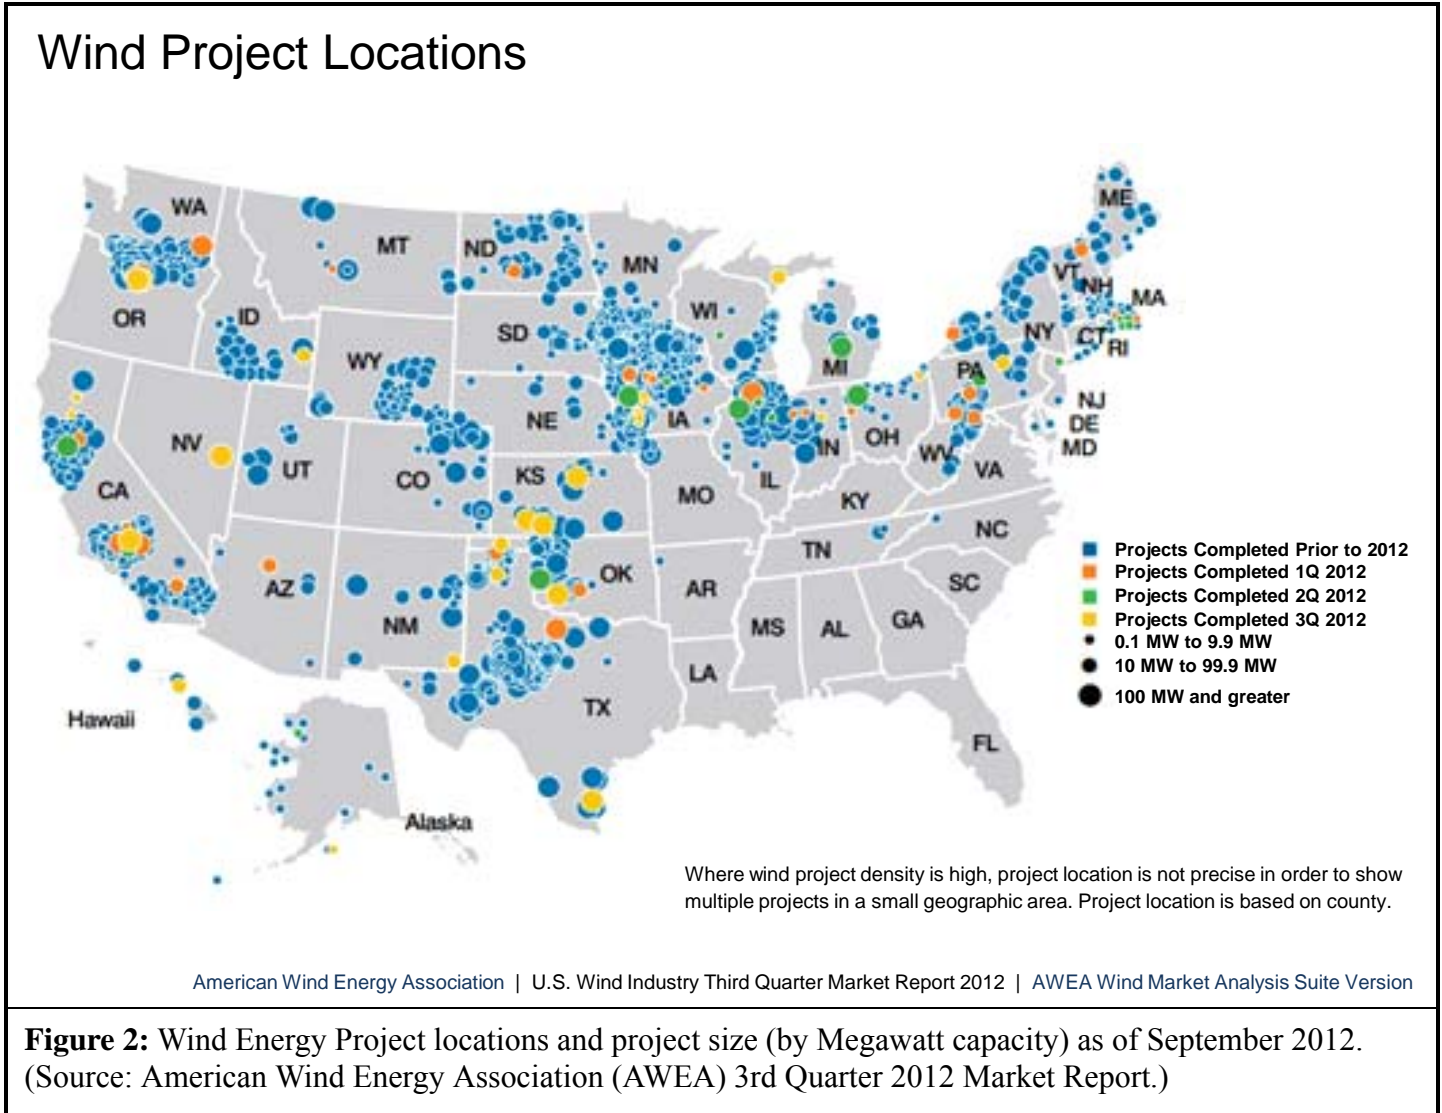 Wind Project Locations
WA
MT
ND
MN
ME
VT
NH
MA
OR
ID
SD
WI
NY
CT
RI
WY
MI
PA
NJ
NE
IA
OH
DE
MD
NV
UT
CO
KS
IN
IL
WV
VA
CA
MO
KY
NC
TN
AZ
NM
OK
AR
SC
MS
AL
GA
LA
TX
FL
Hawaii
Alaska
Projects Completed Prior to 2012
Projects Completed 1Q 2012
Projects Completed 2Q 2012
Projects Completed 3Q 2012
0.1 MW to 9.9 MW
10 MW to 99.9 MW
100 MW and greater
Where wind project density is high, project location is not precise in order to show
multiple projects in a small geographic area. Project location is based on county.
American Wind Energy Association | U.S. Wind Industry Third Quarter Market Report 2012 | AWEA Wind Market Analysis Suite Version
Figure 2: Wind Energy Project locations and project size (by Megawatt capacity) as of September 2012.
(Source: American Wind Energy Association (AWEA) 3rd Quarter 2012 Market Report.)